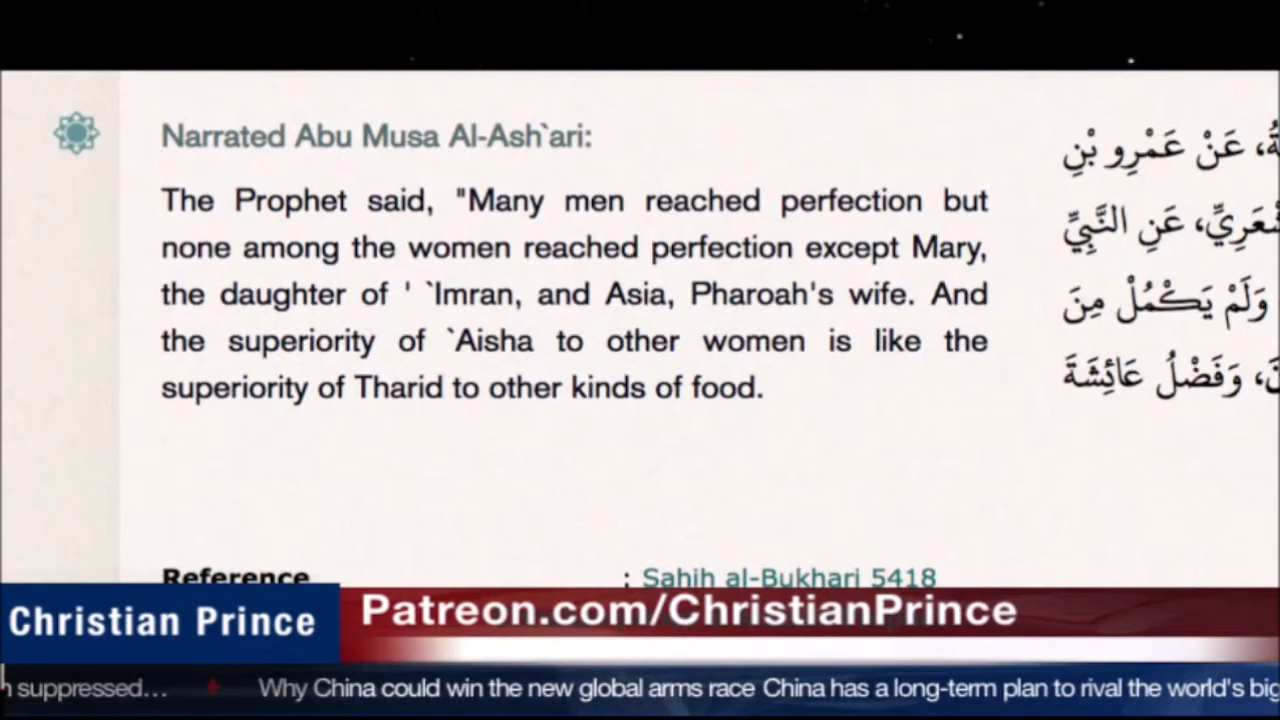 Narrated Abu Musa Al-Ash`ari:
The Prophet said, "Many men reached perfection but
none among the women reached perfection except Mary,
the daughter of ' `Imran, and Asia, Pharoah's wife. And
the superiority of `Aisha to other women is like the
superiority of Tharid to other kinds of food.
عَنْ عَمْرِو بْنِ
عَنِ النَّبِيِّ
وَلَمْ يَكْمُلْ مِنَ
وَفَضْلُ عَائِشَةَ
Reference : Sahih al-Bukhari 5418
Christian Prince
Patreon.com/ChristianPrince
suppressed... Why China could win the new global arms race China has a long-term plan to rival the world's big